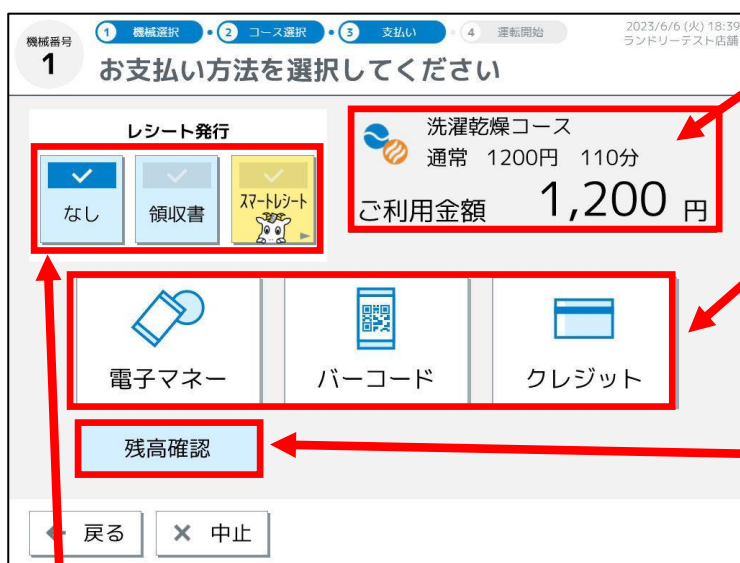 機械番号
1
1 機械選択 2 コース選択 3 支払い 4 運転開始
2023/6/6 (火) 18:39
ランドリーテスト店舗
お支払い方法を選択してください
レシート発行
なし
領収書
スマートレシート
洗濯乾燥コース
通常 1200円 110分
ご利用金額 1,200 円
電子マネー
バーコード
クレジット
残高確認
戻る
× 中止